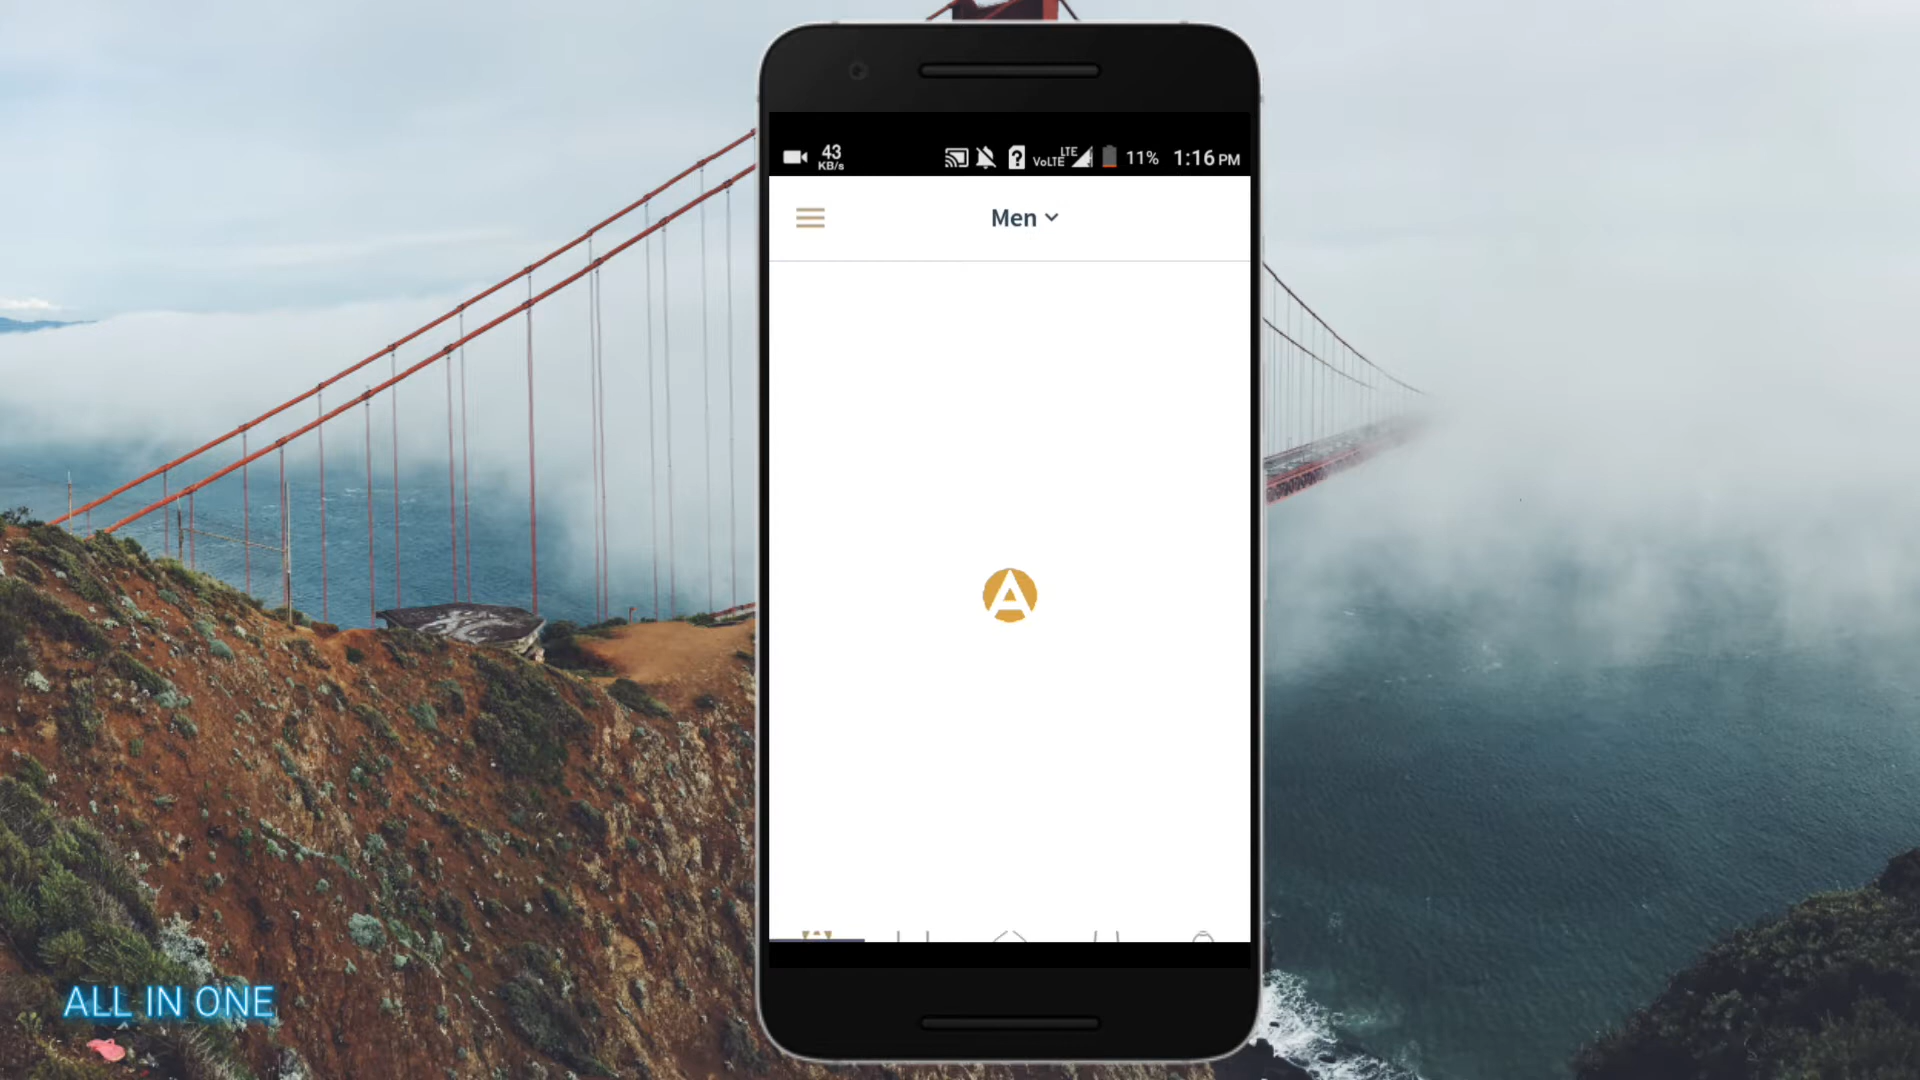 43
KB/s
VoLTE LTE 11% 1:16 PM
Men
A
ALL IN ONE